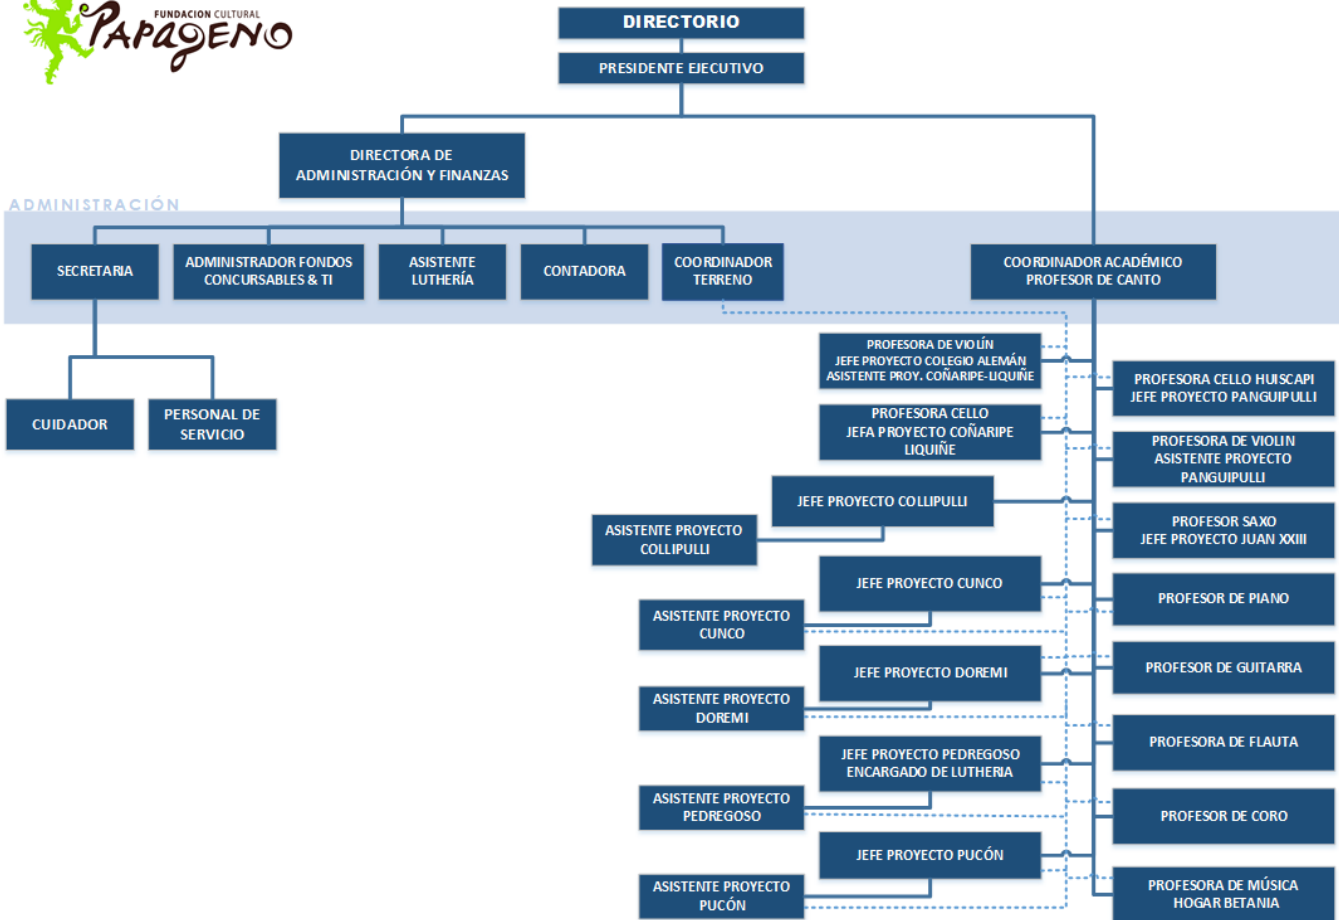 FUNDACION CULTURAL
PAPAGENO
DIRECTORIO
PRESIDENTE EJECUTIVO
DIRECTORA DE
ADMINISTRACIÓN Y FINANZAS
ADMINISTRACIÓN
SECRETARIA
ADMINISTRADOR FONDOS
CONCURSABLES & TI
ASISTENTE
LUTHERÍA
CONTADORA
COORDINADOR
TERRENO
COORDINADOR ACADÉMICO
PROFESOR DE CANTO
CUIDADOR
PERSONAL DE
SERVICIO
PROFESORA DE VIOLÍN
JEFE PROYECTO COLEGIO ALEMÁN
ASISTENTE PROY. COÑARIPE-LIQUIÑE
PROFESORA CELLO HUISCAPI
JEFE PROYECTO PANGUIPULLI
PROFESORA CELLO
JEFA PROYECTO COÑARIPE
LIQUIÑE
PROFESORA DE VIOLIN
ASISTENTE PROYECTO
PANGUIPULLI
JEFE PROYECTO COLLIPULLI
ASISTENTE PROYECTO
COLLIPULLI
PROFESOR SAXO
JEFE PROYECTO JUAN XXIII
JEFE PROYECTO CUNCO
ASISTENTE PROYECTO
CUNCO
PROFESOR DE PIANO
JEFE PROYECTO DOREMI
ASISTENTE PROYECTO
DOREMI
PROFESOR DE GUITARRA
PROFESORA DE FLAUTA
JEFE PROYECTO PEDREGOSO
ENCARGADO DE LUTHERIA
ASISTENTE PROYECTO
PEDREGOSO
PROFESOR DE CORO
JEFE PROYECTO PUCÓN
ASISTENTE PROYECTO
PUCÓN
PROFESORA DE MÚSICA
HOGAR BETANIA